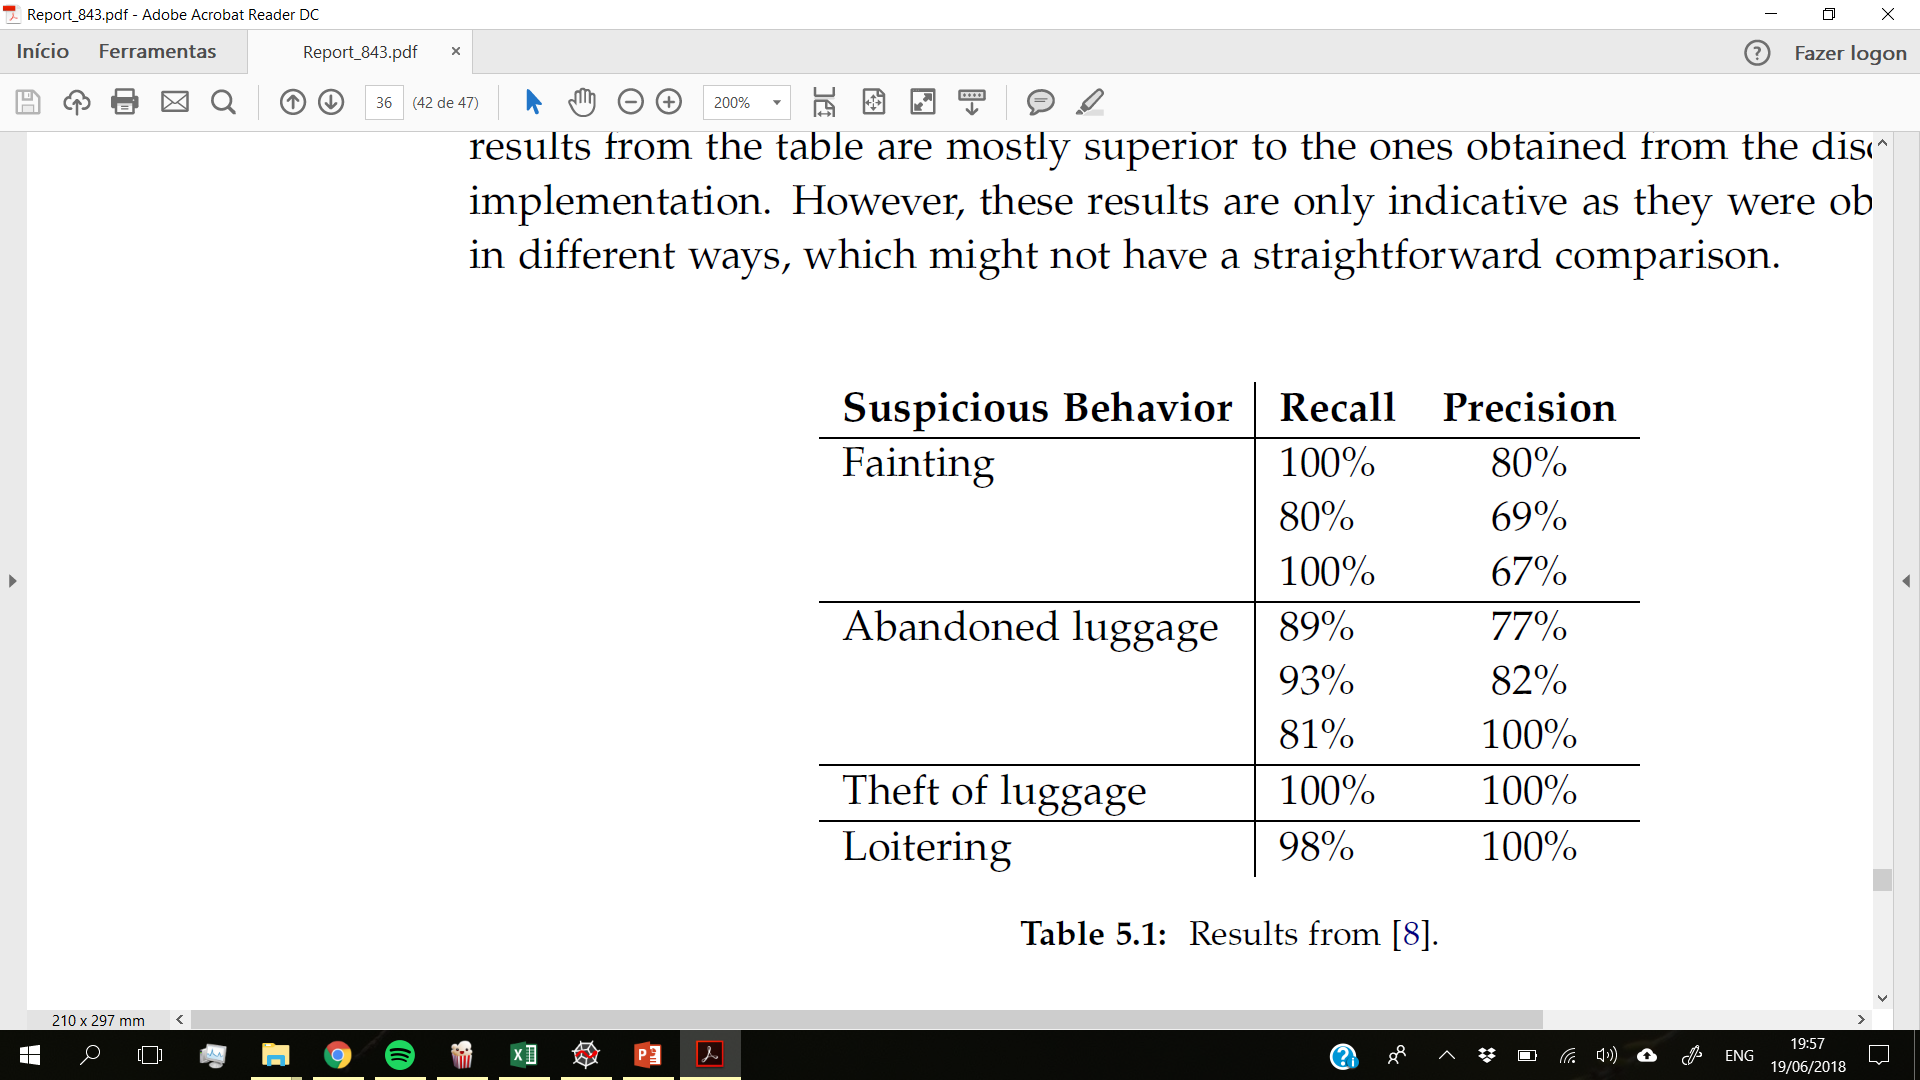 Report_843.pdf - Adobe Acrobat Reader DC
Início Ferramentas Report_843.pdf × ? Fazer logon
36 (42 de 47) 200%
results from the table are mostly superior to the ones obtained from the disc
implementation. However, these results are only indicative as they were ob
in different ways, which might not have a straightforward comparison.
Suspicious Behavior Recall Precision
Fainting 100% 80%
80% 69%
100% 67%
Abandoned luggage 89% 77%
93% 82%
81% 100%
Theft of luggage 100% 100%
Loitering 98% 100%
Table 5.1: Results from [8].
210 x 297 mm
ENG 19:57
19/06/2018